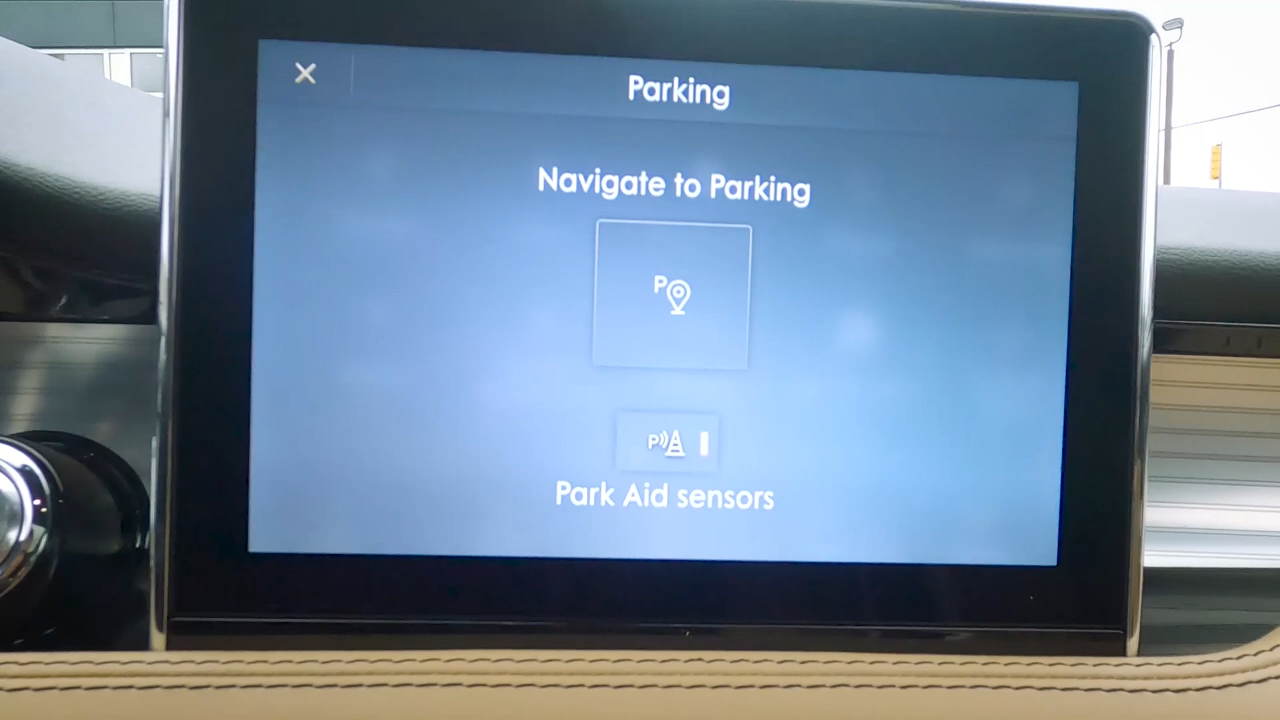 Parking
Navigate to Parking
P
P
Park Aid sensors